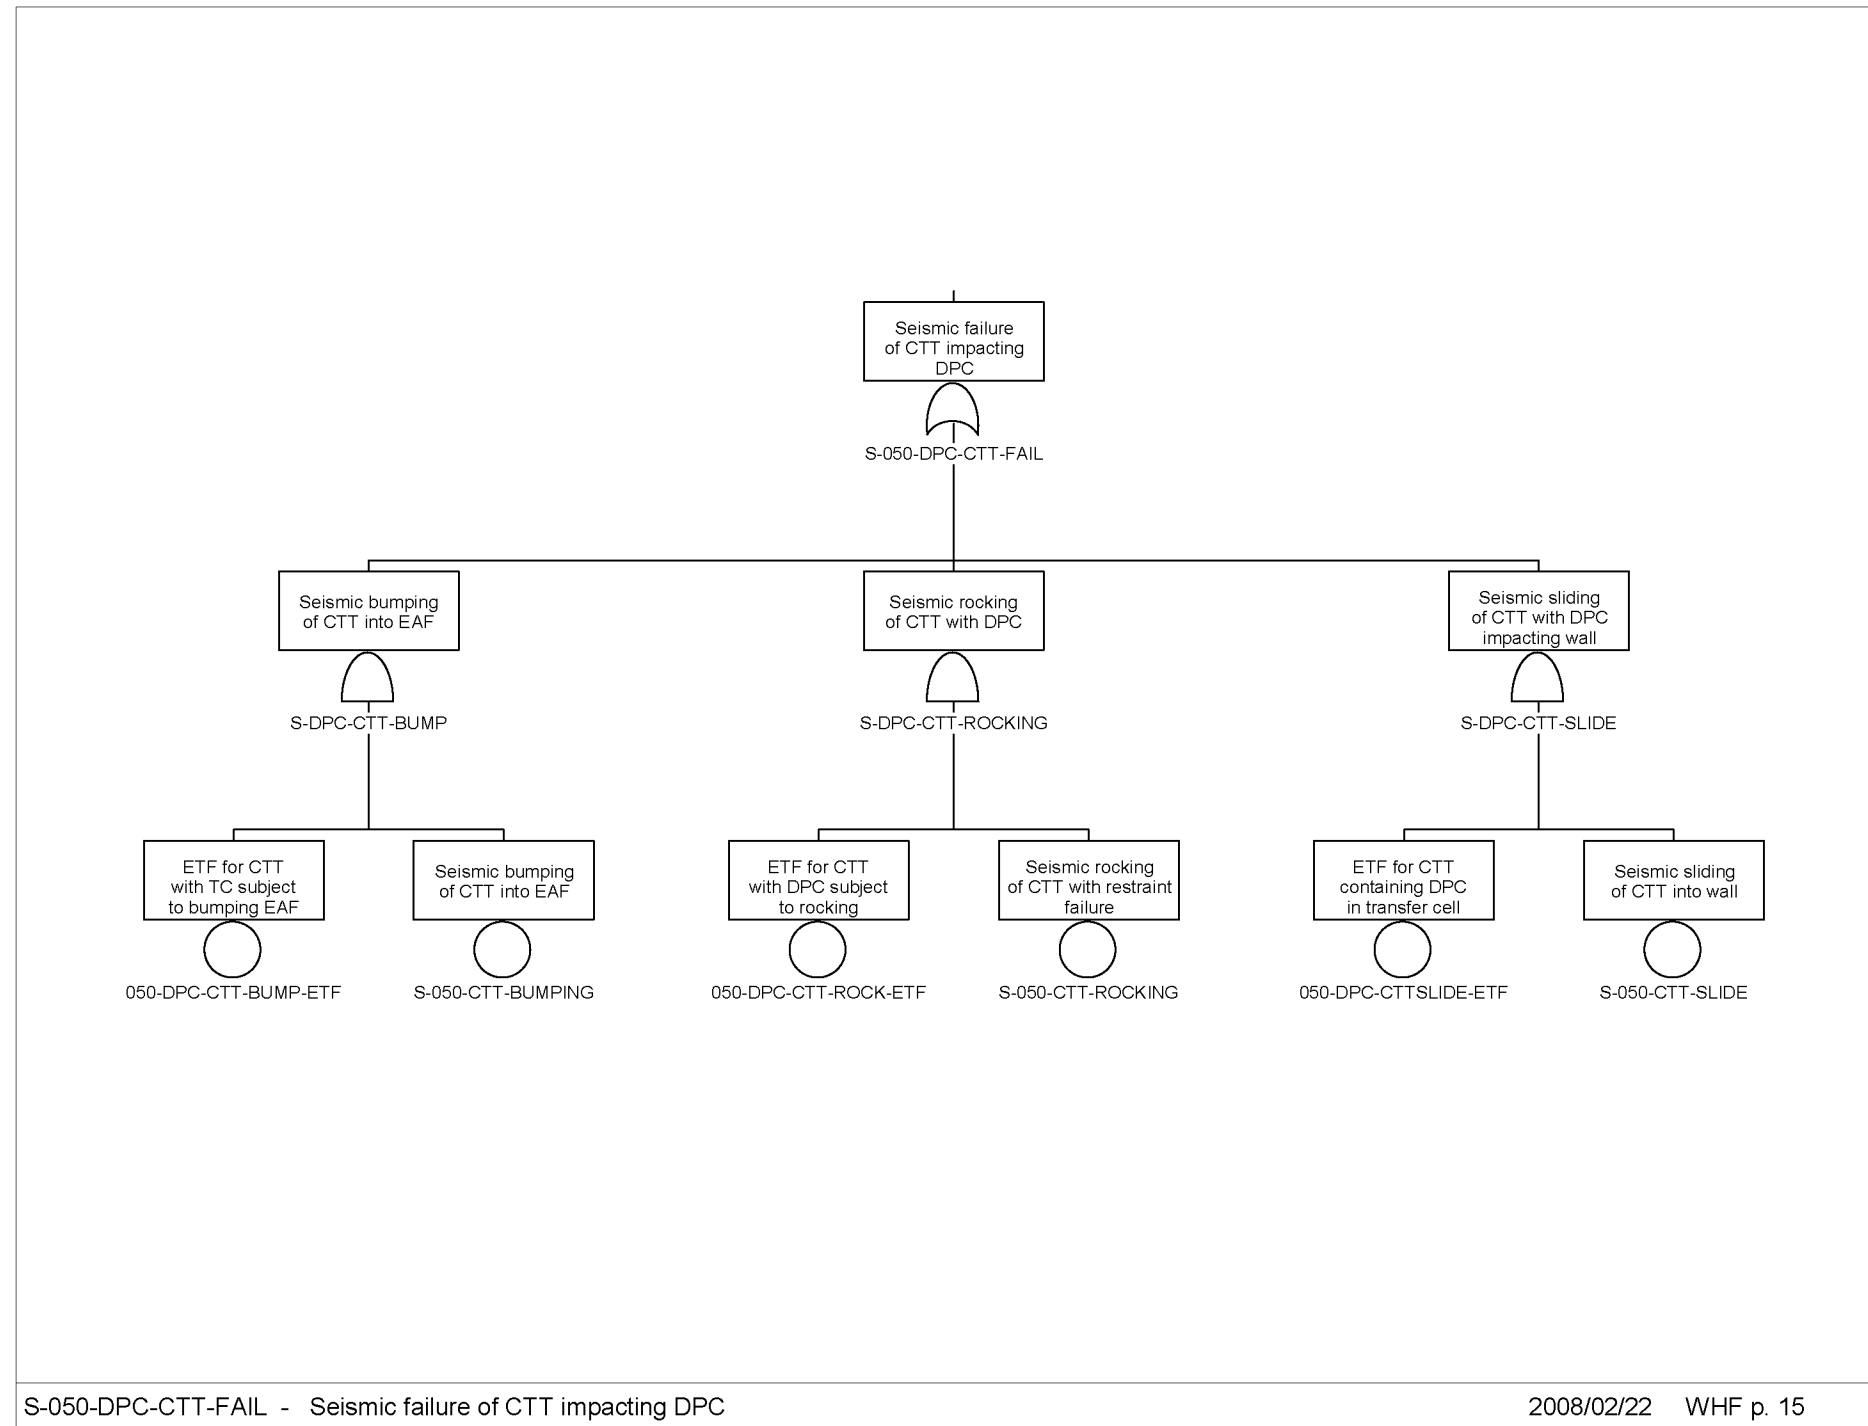 Seismic failure
of CTT impacting
DPC
S-050-DPC-CTT-FAIL
Seismic bumping
of CTT into EAF
S-DPC-CTT-BUMP
Seismic rocking
of CTT with DPC
S-DPC-CTT-ROCKING
Seismic sliding
of CTT with DPC
impacting wall
S-DPC-CTT-SLIDE
ETF for CTT
with TC subject
to bumping EAF
050-DPC-CTT-BUMP-ETF
Seismic bumping
of CTT into EAF
S-050-CTT-BUMPING
ETF for CTT
with DPC subject
to rocking
050-DPC-CTT-ROCK-ETF
Seismic rocking
of CTT with restraint
failure
S-050-CTT-ROCKING
ETF for CTT
containing DPC
in transfer cell
050-DPC-CTTSLIDE-ETF
Seismic sliding
of CTT into wall
S-050-CTT-SLIDE
S-050-DPC-CTT-FAIL - Seismic failure of CTT impacting DPC 2008/02/22 WHF p. 15